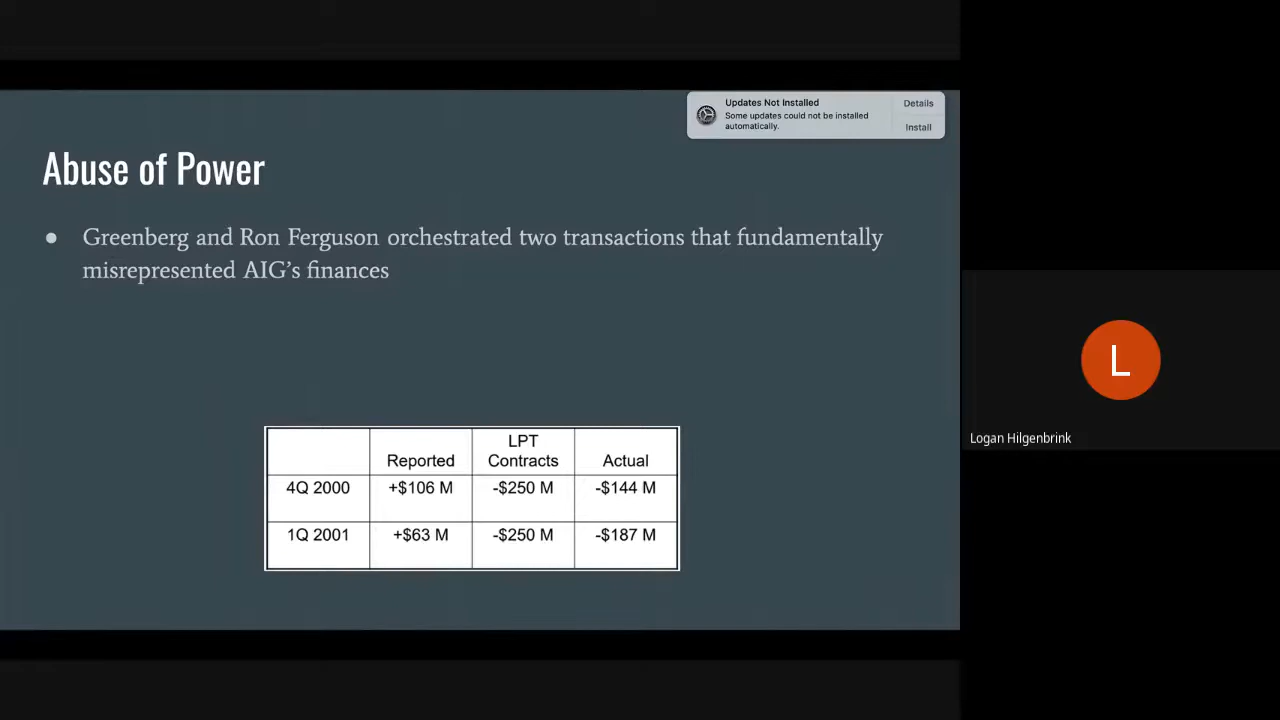 Updates Not Installed
Details
Some updates could not be installed
automatically.
Install
Abuse of Power
● Greenberg and Ron Ferguson orchestrated two transactions that fundamentally
misrepresented AIG's finances
LPT
Reported Contracts Actual
4Q 2000 +$106 M -$250 M -$144 M
1Q 2001 +$63 M -$250 M -$187 M
L
Logan Hilgenbrink